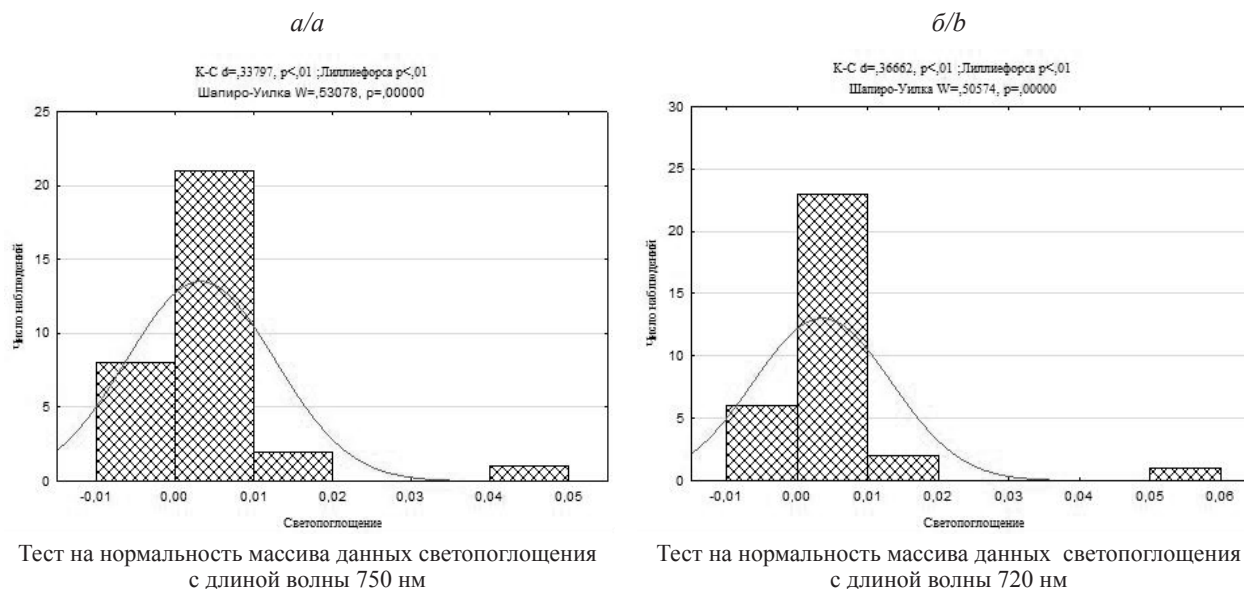 а/a
К-С d=,33797, p<,01 ;Лиллиефорса p<,01
Шапиро-Уилка W=,53078, p=,00000
25
20
15
10
5
0
Число наблюдений
-0,01 0,00 0,01 0,02 0,03 0,04 0,05
Светопоглощение
Тест на нормальность массива данных светопоглощения
с длиной волны 750 нм
б/b
К-С d=,36662, p<,01 ;Лиллиефорса p<,01
Шапиро-Уилка W=,50574, p=,00000
30
25
20
15
10
5
0
Число наблюдений
-0,01 0,00 0,01 0,02 0,03 0,04 0,05 0,06
Светопоглощение
Тест на нормальность массива данных светопоглощения
с длиной волны 720 нм